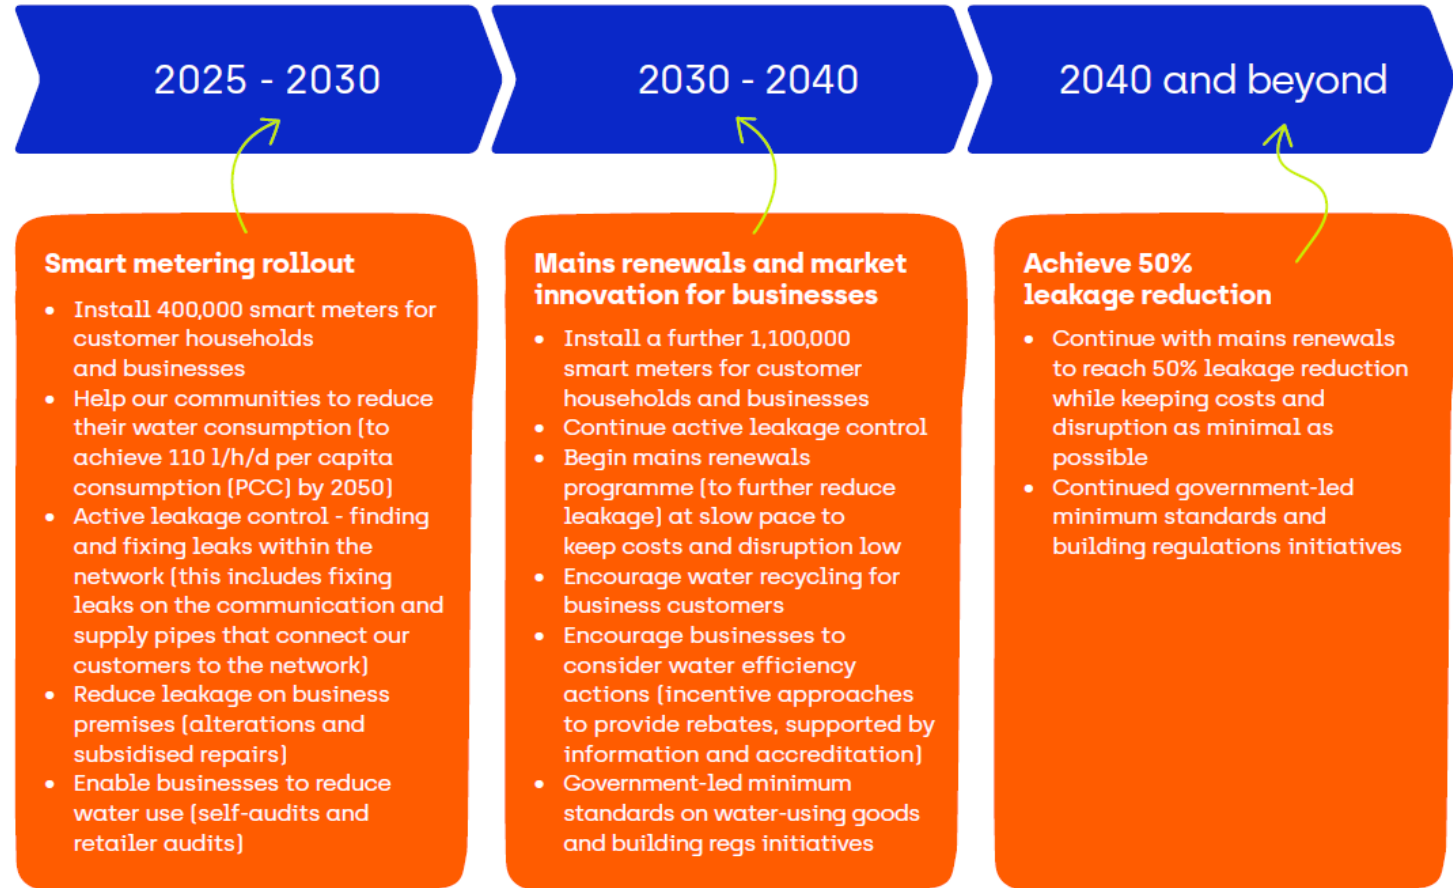 2025 - 2030
2030 - 2040
2040 and beyond
Smart metering rollout
• Install 400,000 smart meters for
customer households
and businesses
• Help our communities to reduce
their water consumption (to
achieve 110 l/h/d per capita
consumption (PCC) by 2050)
• Active leakage control - finding
and fixing leaks within the
network (this includes fixing
leaks on the communication and
supply pipes that connect our
customers to the network)
• Reduce leakage on business
premises (alterations and
subsidised repairs)
• Enable businesses to reduce
water use (self-audits and
retailer audits)
Mains renewals and market
innovation for businesses
• Install a further 1,100,000
smart meters for customer
households and businesses
• Continue active leakage control
• Begin mains renewals
programme (to further reduce
leakage) at slow pace to
keep costs and disruption low
• Encourage water recycling for
business customers
• Encourage businesses to
consider water efficiency
actions (incentive approaches
to provide rebates, supported by
information and accreditation)
• Government-led minimum
standards on water-using goods
and building regs initiatives
Achieve 50%
leakage reduction
• Continue with mains renewals
to reach 50% leakage reduction
while keeping costs and
disruption as minimal as
possible
• Continued government-led
minimum standards and
building regulations initiatives